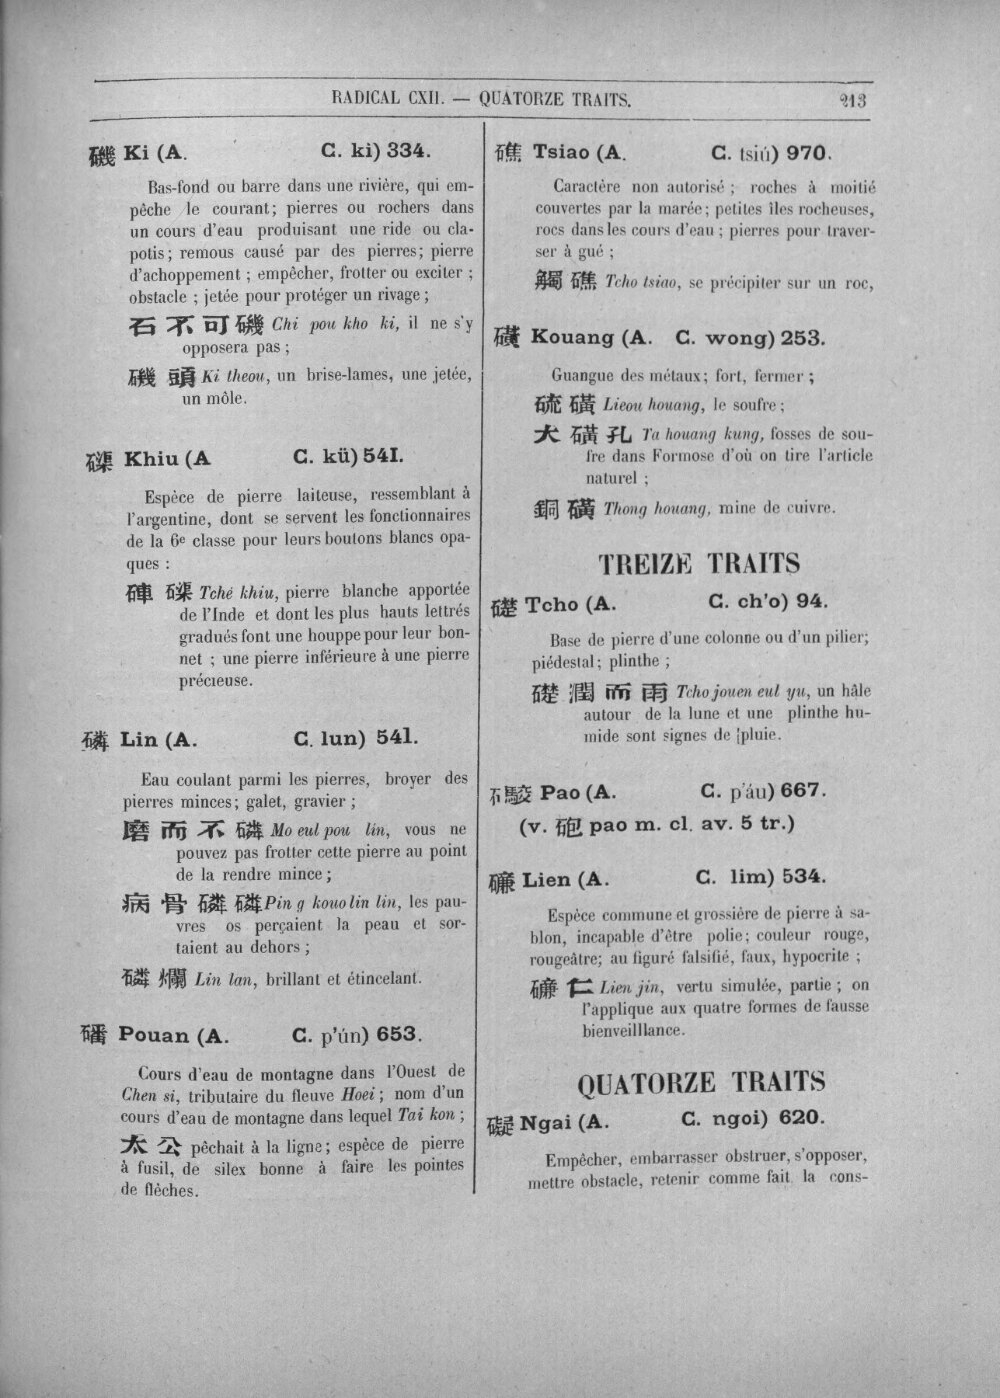 RADICAL CXII. — QUATORZE TRAITS.
213
磯 Ki (A. C. ki) 334.
Bas-fond ou barre dans une rivière, qui em-
pêche le courant; pierres ou rochers dans
un cours d'eau produisant une ride ou cla-
potis; remous causé par des pierres; pierre
d'achoppement ; empêcher, frotter ou exciter ;
obstacle ; jetée pour protéger un rivage ;
石 不 可 磯 Chi pou kho ki, il ne s'y
opposera pas ;
磯 頭 Ki theou, un brise-lames, une jetée,
un môle.
磲 Khiu (A C. kü) 541.
Espèce de pierre laiteuse, ressemblant à
l'argentine, dont se servent les fonctionnaires
de la 6e classe pour leurs boutons blancs opa-
ques :
硨 磲 Tché khiu, pierre blanche apportée
de l'Inde et dont les plus hauts lettrés
gradués font une houppe pour leur bon-
net ; une pierre inférieure à une pierre
précieuse.
磷 Lin (A. C. lun) 541.
Eau coulant parmi les pierres, broyer des
pierres minces; galet, gravier ;
磨 而 不 磷 Mo eul pou lin, vous ne
pouvez pas frotter cette pierre au point
de la rendre mince ;
病 骨 磷 磷 Pin g kouo lin lin, les pau-
vres os perçaient la peau et sor-
taient au dehors ;
磷 爛 Lin lan, brillant et étincelant.
磻 Pouan (A. C. p'ún) 653.
Cours d'eau de montagne dans l'Ouest de
Chen si, tributaire du fleuve Hoei ; nom d'un
cours d'eau de montagne dans lequel Tai kon ;
太 公 pêchait à la ligne; espèce de pierre
à fusil, de silex bonne à faire les pointes
de flèches.
礁 Tsiao (A. C. tsiú) 970.
Caractère non autorisé ; roches à moitié
couvertes par la marée; petites îles rocheuses,
rocs dans les cours d'eau ; pierres pour traver-
ser à gué ;
觸 礁 Tcho tsiao, se précipiter sur un roc,
磺 Kouang (A. C. wong) 253.
Guangue des métaux; fort, fermer ;
硫 磺 Lieou houang, le soufre ;
大 磺 孔 Ta houang kung, fosses de sou-
fre dans Formose d'où on tire l'article
naturel ;
銅 磺 Thong houang, mine de cuivre.
TREIZE TRAITS
礎 Tcho (A. C. ch'o) 94.
Base de pierre d'une colonne ou d'un pilier;
piédestal; plinthe ;
礎 潤 而 雨 Tcho jouen eul yu, un hâle
autour de la lune et une plinthe hu-
mide sont signes de pluie.
Pao (A. C. p'áu) 667.
(v. 砲 pao m. cl. av. 5 tr.)
磏 Lien (A. C. lim) 534.
Espèce commune et grossière de pierre à sa-
blon, incapable d'être polie; couleur rouge,
rougeâtre; au figuré falsifié, faux, hypocrite ;
磏 仁 Lien jin, vertu simulée, partie ; on
l'applique aux quatre formes de fausse
bienveilllance.
QUATORZE TRAITS
礙 Ngai (A. C. ngoi) 620.
Empêcher, embarrasser obstruer, s'opposer,
mettre obstacle, retenir comme fait la cons-